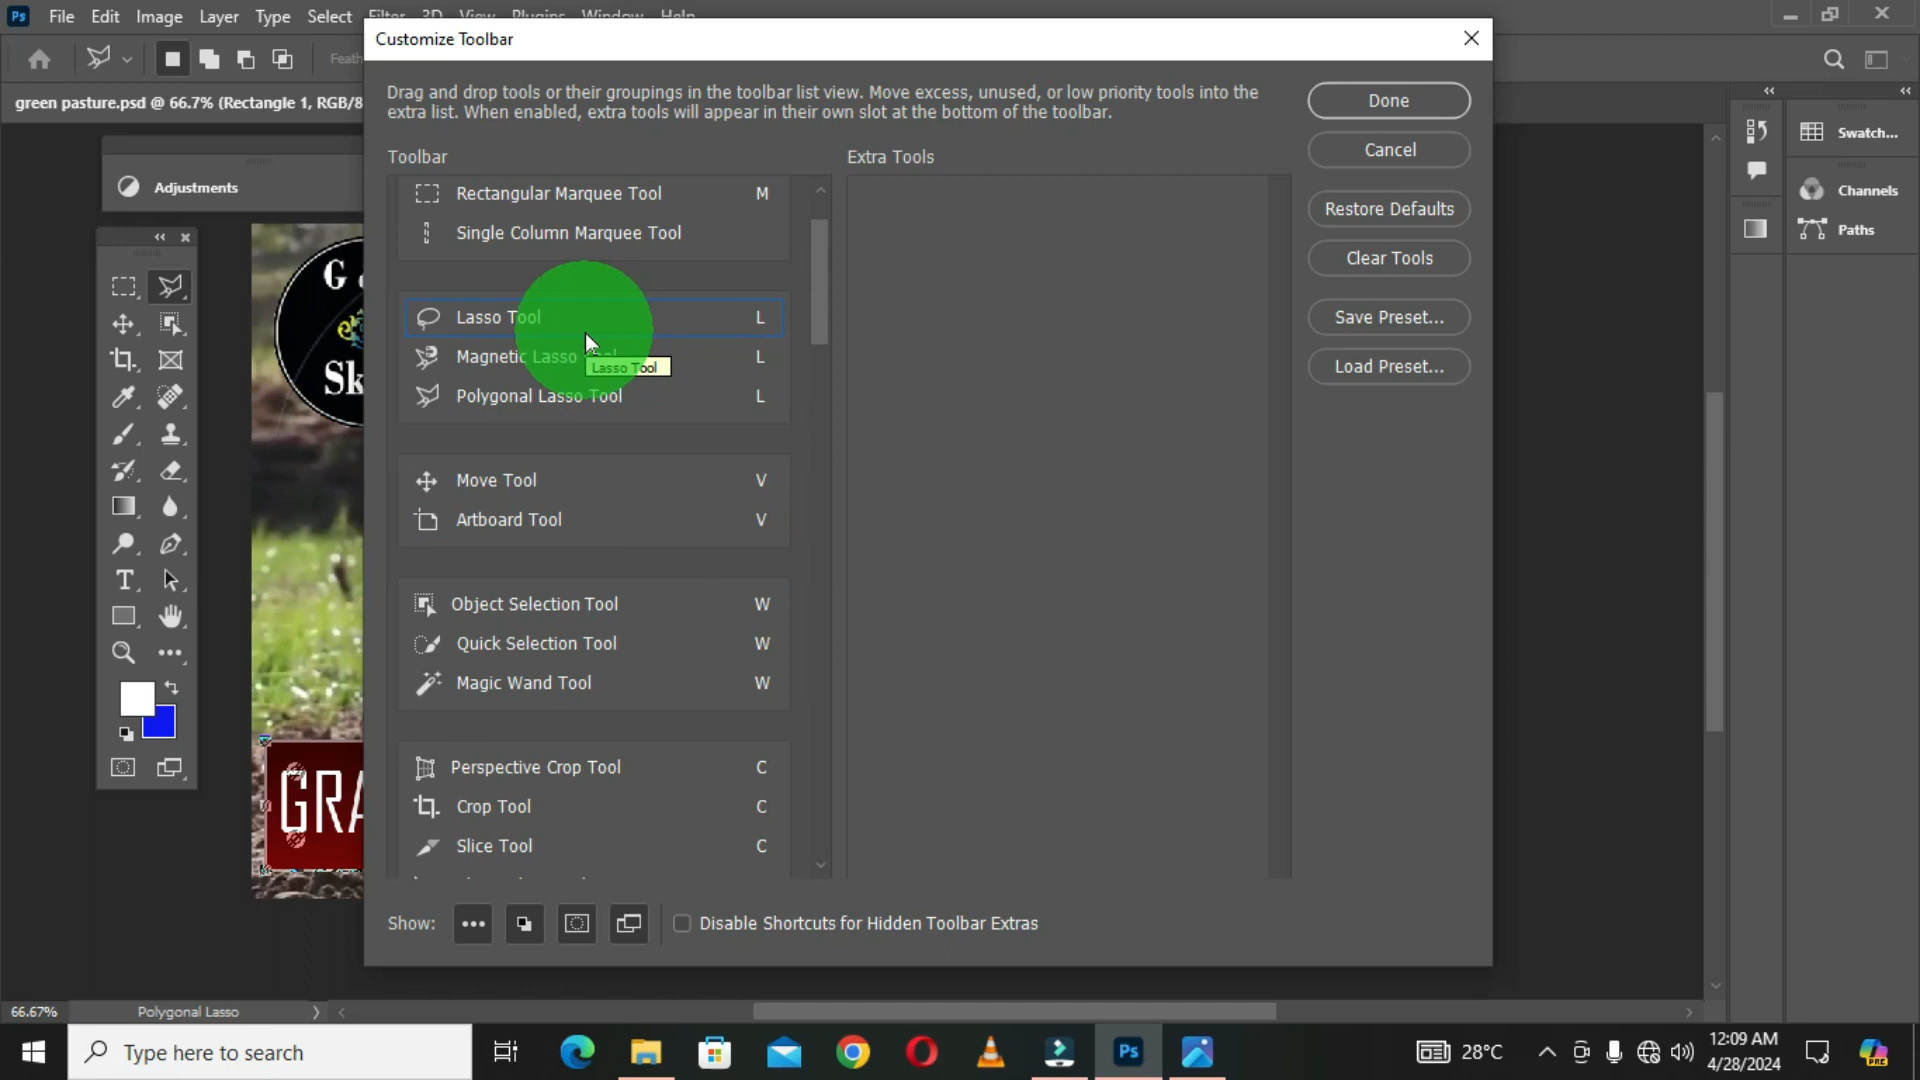 Ps File Edit Image Layer Type Select Filter 3D View Plugins Window Help
Customize Toolbar
Feath
green pasture.psd @ 66.7% (Rectangle 1, RGB/8
Drag and drop tools or their groupings in the toolbar list view. Move excess, unused, or low priority tools into the
extra list. When enabled, extra tools will appear in their own slot at the bottom of the toolbar.
Done
Cancel
Restore Defaults
Clear Tools
Save Preset...
Load Preset...
Toolbar
Extra Tools
Rectangular Marquee Tool M
Single Column Marquee Tool
Lasso Tool L
Magnetic Lasso Tool L
Lasso Tool
Polygonal Lasso Tool L
Move Tool V
Artboard Tool V
Object Selection Tool W
Quick Selection Tool W
Magic Wand Tool W
Perspective Crop Tool C
Crop Tool C
Slice Tool C
Show:
Disable Shortcuts for Hidden Toolbar Extras
Adjustments
Swatch...
Channels
Paths
G
Sk
GRA
66.67% Polygonal Lasso
Type here to search
Ps
28°C
12:09 AM
4/28/2024
PRE